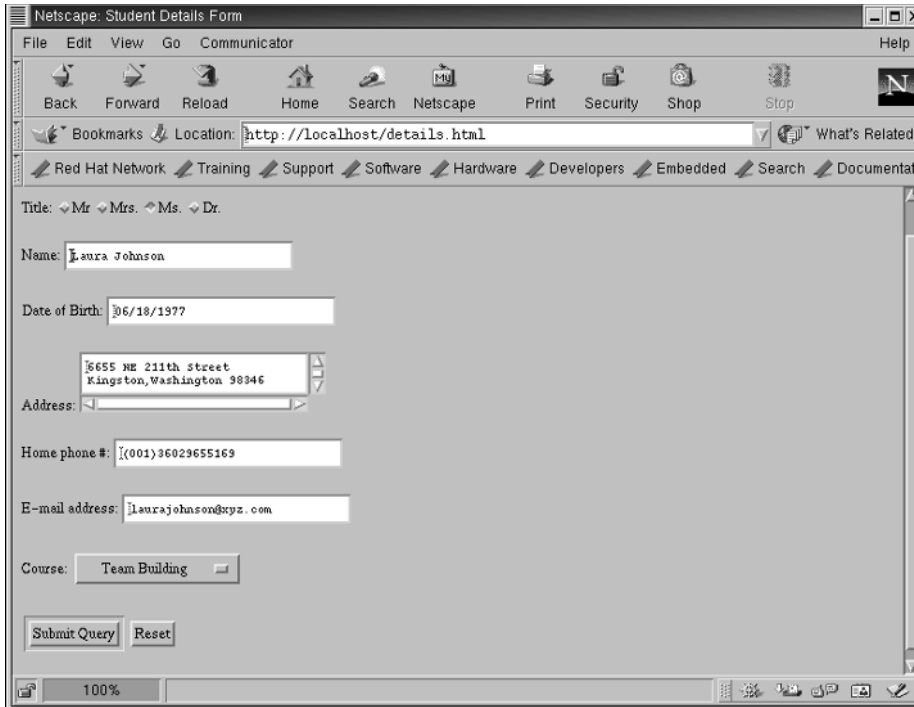 Netscape: Student Details Form
File Edit View Go Communicator Help
Back Forward Reload Home Search Netscape Print Security Shop Stop
My
N
Bookmarks Location: http://localhost/details.html What's Related
Red Hat Network Training Support Software Hardware Developers Embedded Search Documentat
Title: Mr Mrs. Ms. Dr.
Name: Laura Johnson
Date of Birth: 06/18/1977
6655 NE 211th Street
Kingston,Washington 98346
Address:
Home phone #: (001)36029655169
E-mail address: laurajohnson@xyz.com
Course: Team Building
Submit Query Reset
100%